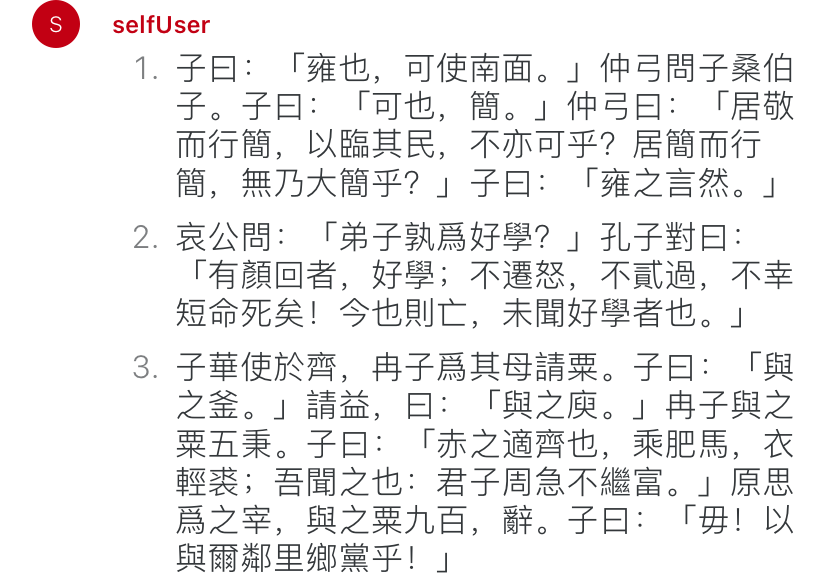 S
selfUser
1. 子曰：「雍也，可使南面。」仲弓問子桑伯
子。子曰：「可也，簡。」仲弓曰：「居敬
而行簡，以臨其民，不亦可乎？居簡而行
簡，無乃大簡乎？」子曰：「雍之言然。」
2. 哀公問：「弟子孰爲好學？」孔子對曰：
「有顏回者，好學；不遷怒，不貳過，不幸
短命死矣！今也則亡，未聞好學者也。」
3. 子華使於齊，冉子爲其母請粟。子曰：「與
之釜。」請益，曰：「與之庾。」冉子與之
粟五秉。子曰：「赤之適齊也，乘肥馬，衣
輕裘；吾聞之也：君子周急不繼富。」原思
爲之宰，與之粟九百，辭。子曰：「毋！以
與爾鄰里鄉黨乎！」